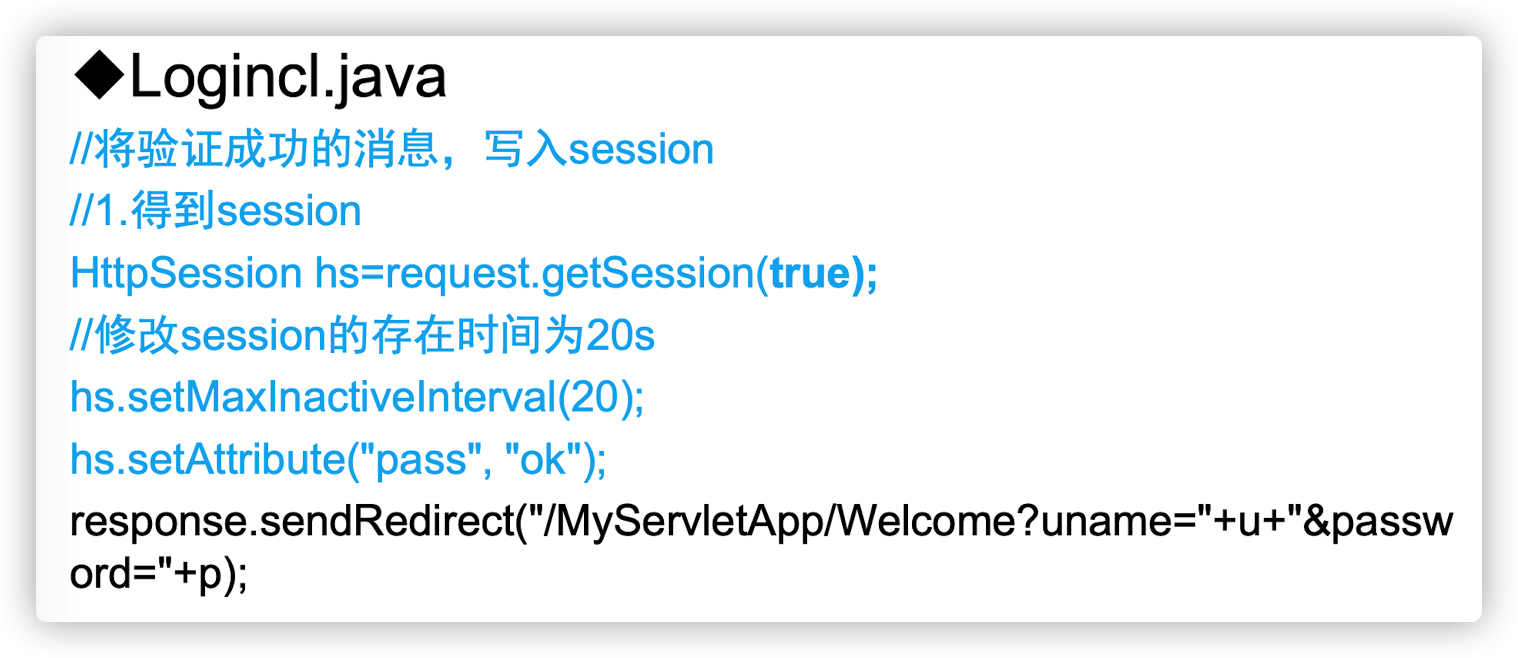 ◆Logincl.java
//将验证成功的消息，写入session
//1.得到session
HttpSession hs=request.getSession(true);
//修改session的存在时间为20s
hs.setMaxInactiveInterval(20);
hs.setAttribute("pass", "ok");
response.sendRedirect("/MyServletApp/Welcome?uname="+u+"&passw
ord="+p);